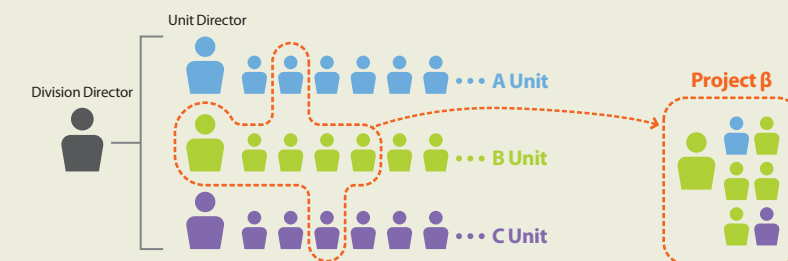 Unit Director
Division Director
••• A Unit
••• B Unit
••• C Unit
Project β